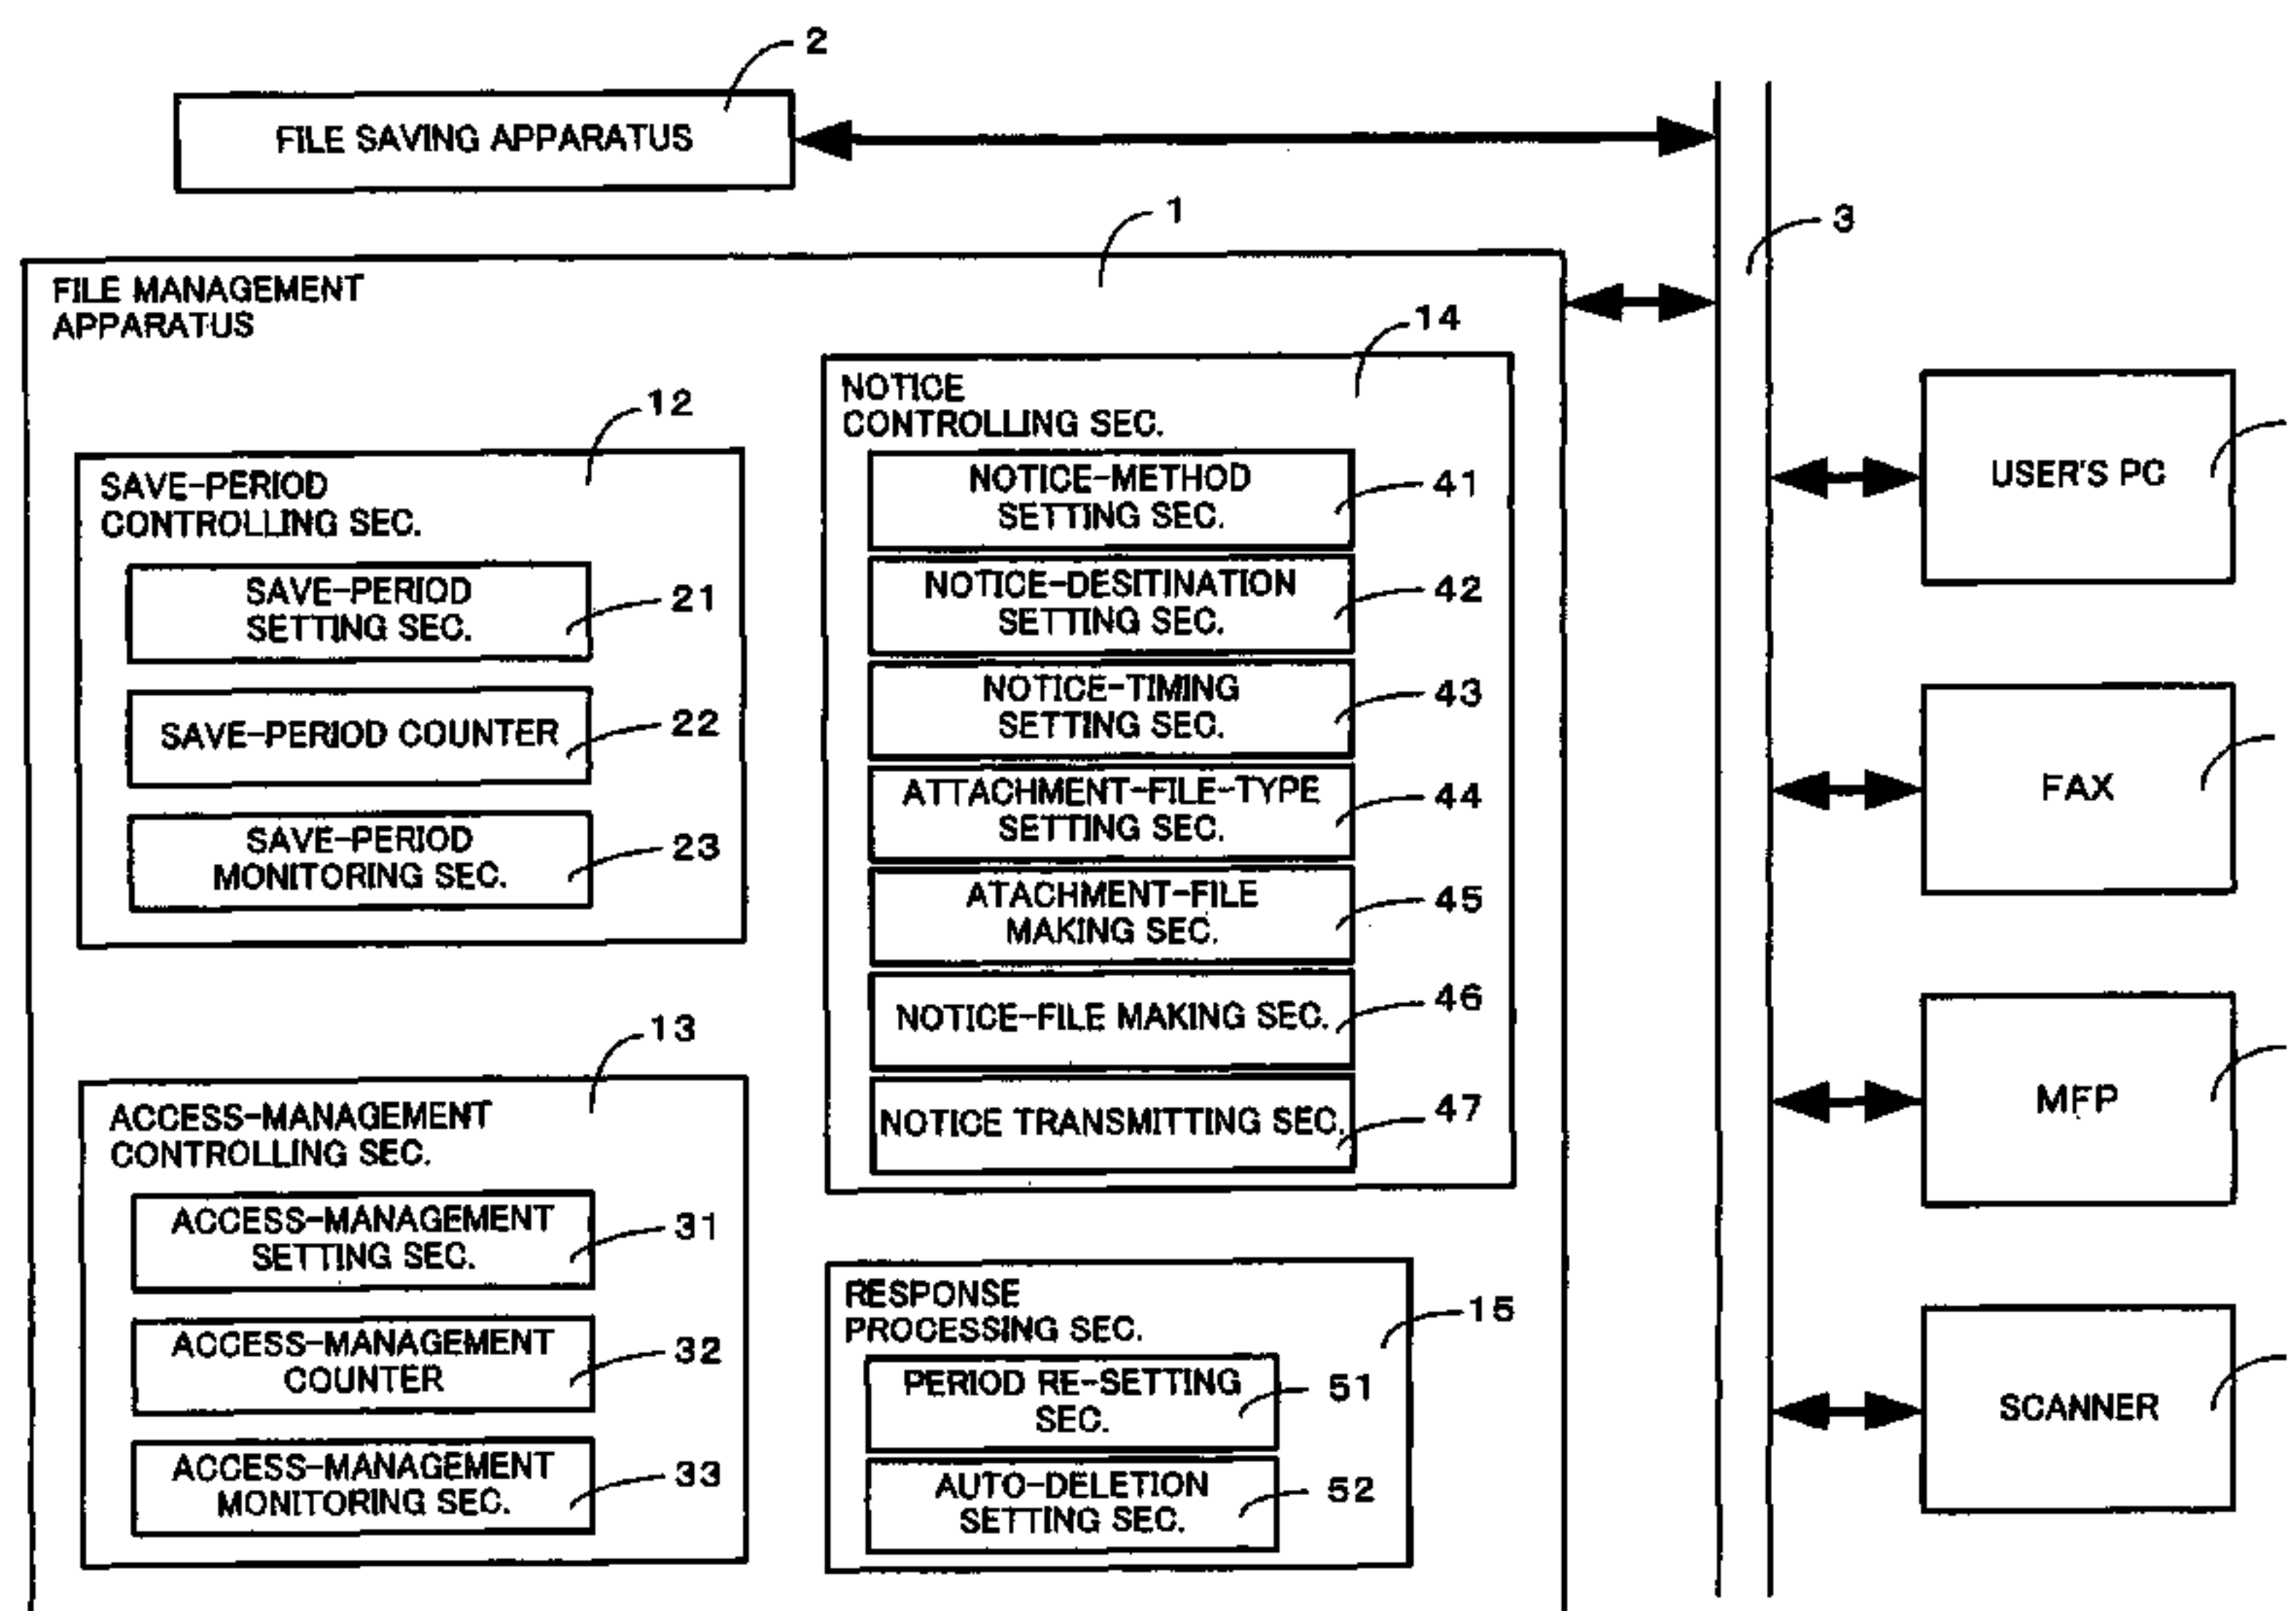 2
FILE SAVING APPARATUS
1
3
FILE MANAGEMENT
APPARATUS
12
SAVE-PERIOD
CONTROLLING SEC.
SAVE-PERIOD
SETTING SEC.
21
SAVE-PERIOD COUNTER
22
SAVE-PERIOD
MONITORING SEC.
23
13
ACCESS-MANAGEMENT
CONTROLLING SEC.
ACCESS-MANAGEMENT
SETTING SEC.
31
ACCESS-MANAGEMENT
COUNTER
32
ACCESS-MANAGEMENT
MONITORING SEC.
33
14
NOTICE
CONTROLLING SEC.
NOTICE-METHOD
SETTING SEC.
41
NOTICE-DESITINATION
SETTING SEC.
42
NOTICE-TIMING
SETTING SEC.
43
ATTACHMENT-FILE-TYPE
SETTING SEC.
44
ATACHMENT-FILE
MAKING SEC.
45
NOTICE-FILE MAKING SEC.
46
NOTICE TRANSMITTING SEC.
47
RESPONSE
PROCESSING SEC.
15
PERIOD RE-SETTING
SEC.
51
AUTO-DELETION
SETTING SEC.
52
USER'S PC
FAX
MFP
SCANNER